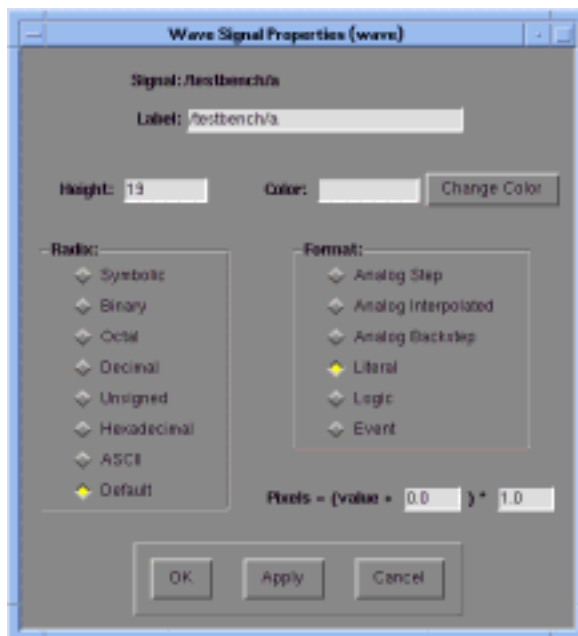 Wave Signal Properties (wave)
Signal: /testbench/a
Label: /testbench/a
Height: 19 Color: Change Color
Radix: Format:
Symbolic Analog Step
Binary Analog Interpolated
Octal Analog Backstep
Decimal Literal
Unsigned Logic
Hexadecimal Event
ASCII
Default
Pixels = (value + 0.0 ) * 1.0
OK Apply Cancel